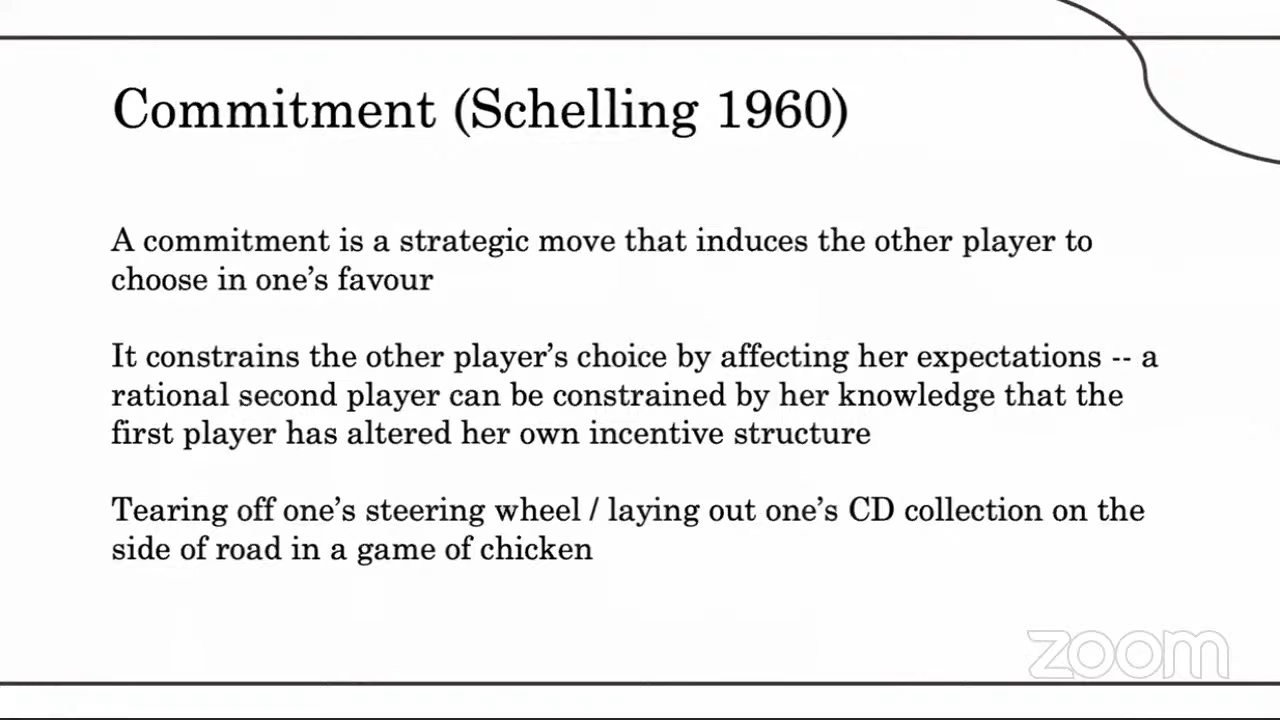 Commitment (Schelling 1960)
A commitment is a strategic move that induces the other player to
choose in one’s favour
It constrains the other player’s choice by affecting her expectations -- a
rational second player can be constrained by her knowledge that the
first player has altered her own incentive structure
Tearing off one’s steering wheel / laying out one’s CD collection on the
side of road in a game of chicken
zoom